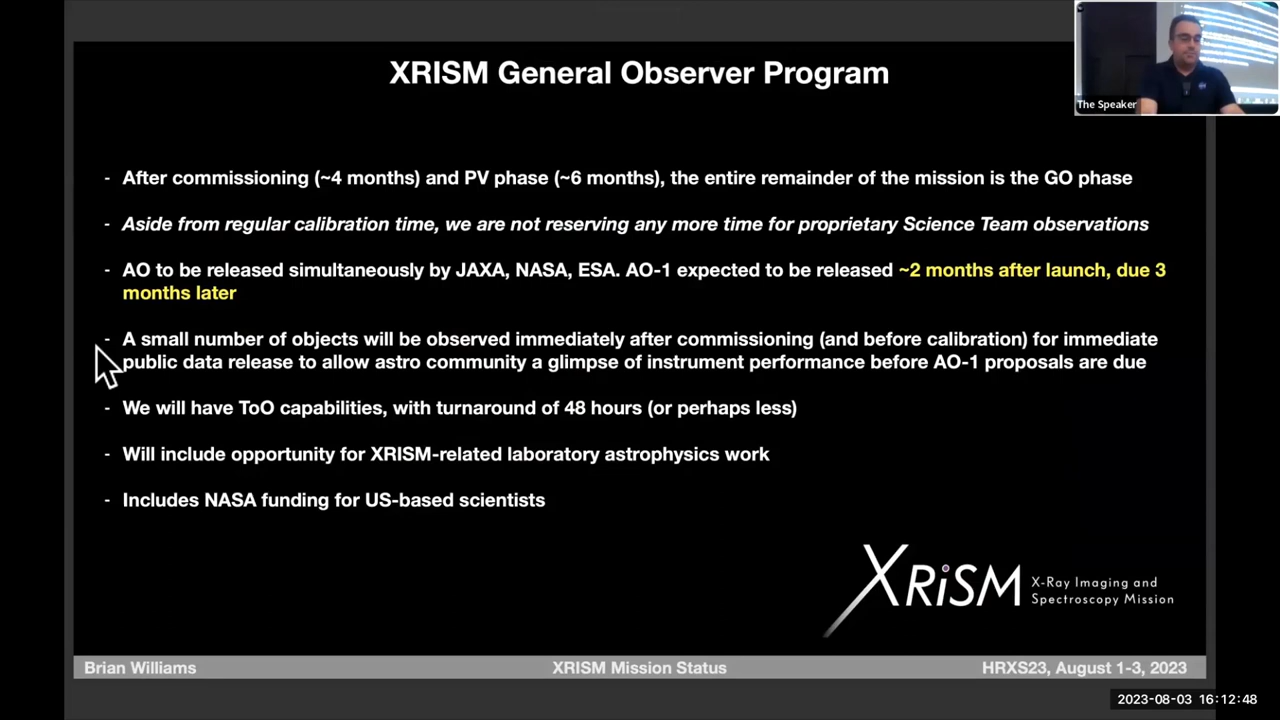 XRISM General Observer Program
The Speaker
- After commissioning (~4 months) and PV phase (~6 months), the entire remainder of the mission is the GO phase
- Aside from regular calibration time, we are not reserving any more time for proprietary Science Team observations
- AO to be released simultaneously by JAXA, NASA, ESA. AO-1 expected to be released ~2 months after launch, due 3
months later
- A small number of objects will be observed immediately after commissioning (and before calibration) for immediate
public data release to allow astro community a glimpse of instrument performance before AO-1 proposals are due
- We will have ToO capabilities, with turnaround of 48 hours (or perhaps less)
- Will include opportunity for XRISM-related laboratory astrophysics work
- Includes NASA funding for US-based scientists
XRiSM
X-Ray Imaging and
Spectroscopy Mission
Brian Williams
XRISM Mission Status
HRXS23, August 1-3, 2023
2023-08-03 16:12:48